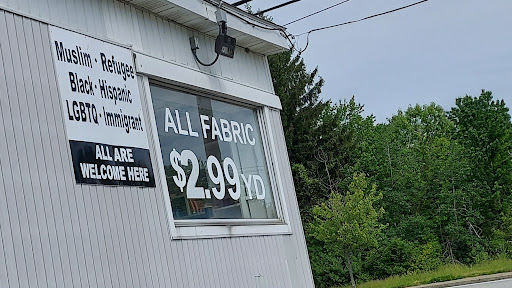 Muslim · Refugee
Black · Hispanic
LGBTQ · Immigrant
ALL ARE
WELCOME HERE
ALL FABRIC
$2.99 YD